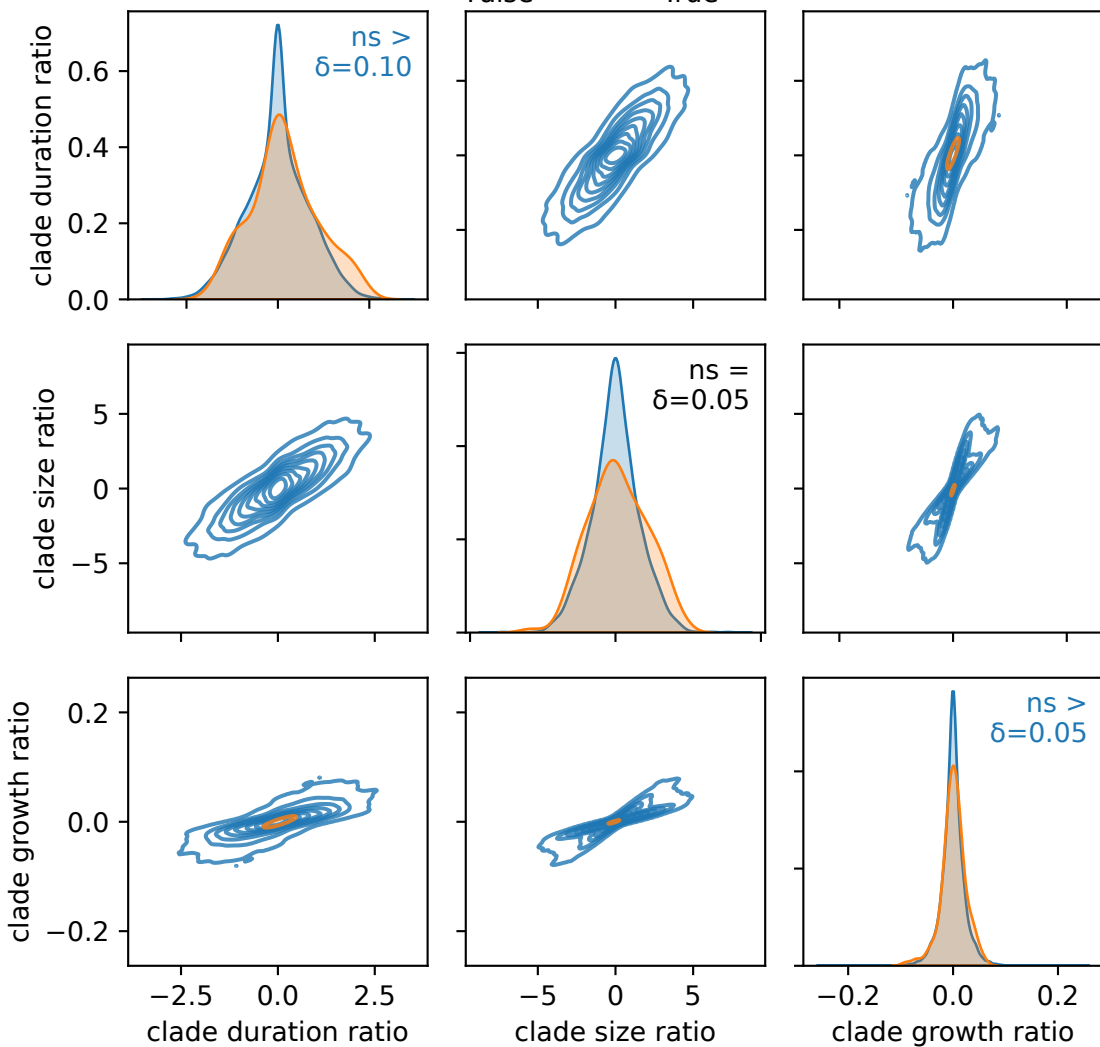 clade duration ratio
0.6
0.4
0.2
0.0
ns >
δ=0.10
clade size ratio
5
0
−5
ns =
δ=0.05
clade growth ratio
0.2
0.0
−0.2
ns >
δ=0.05
−2.5 0.0 2.5
−5 0 5
−0.2 0.0 0.2
clade duration ratio
clade size ratio
clade growth ratio